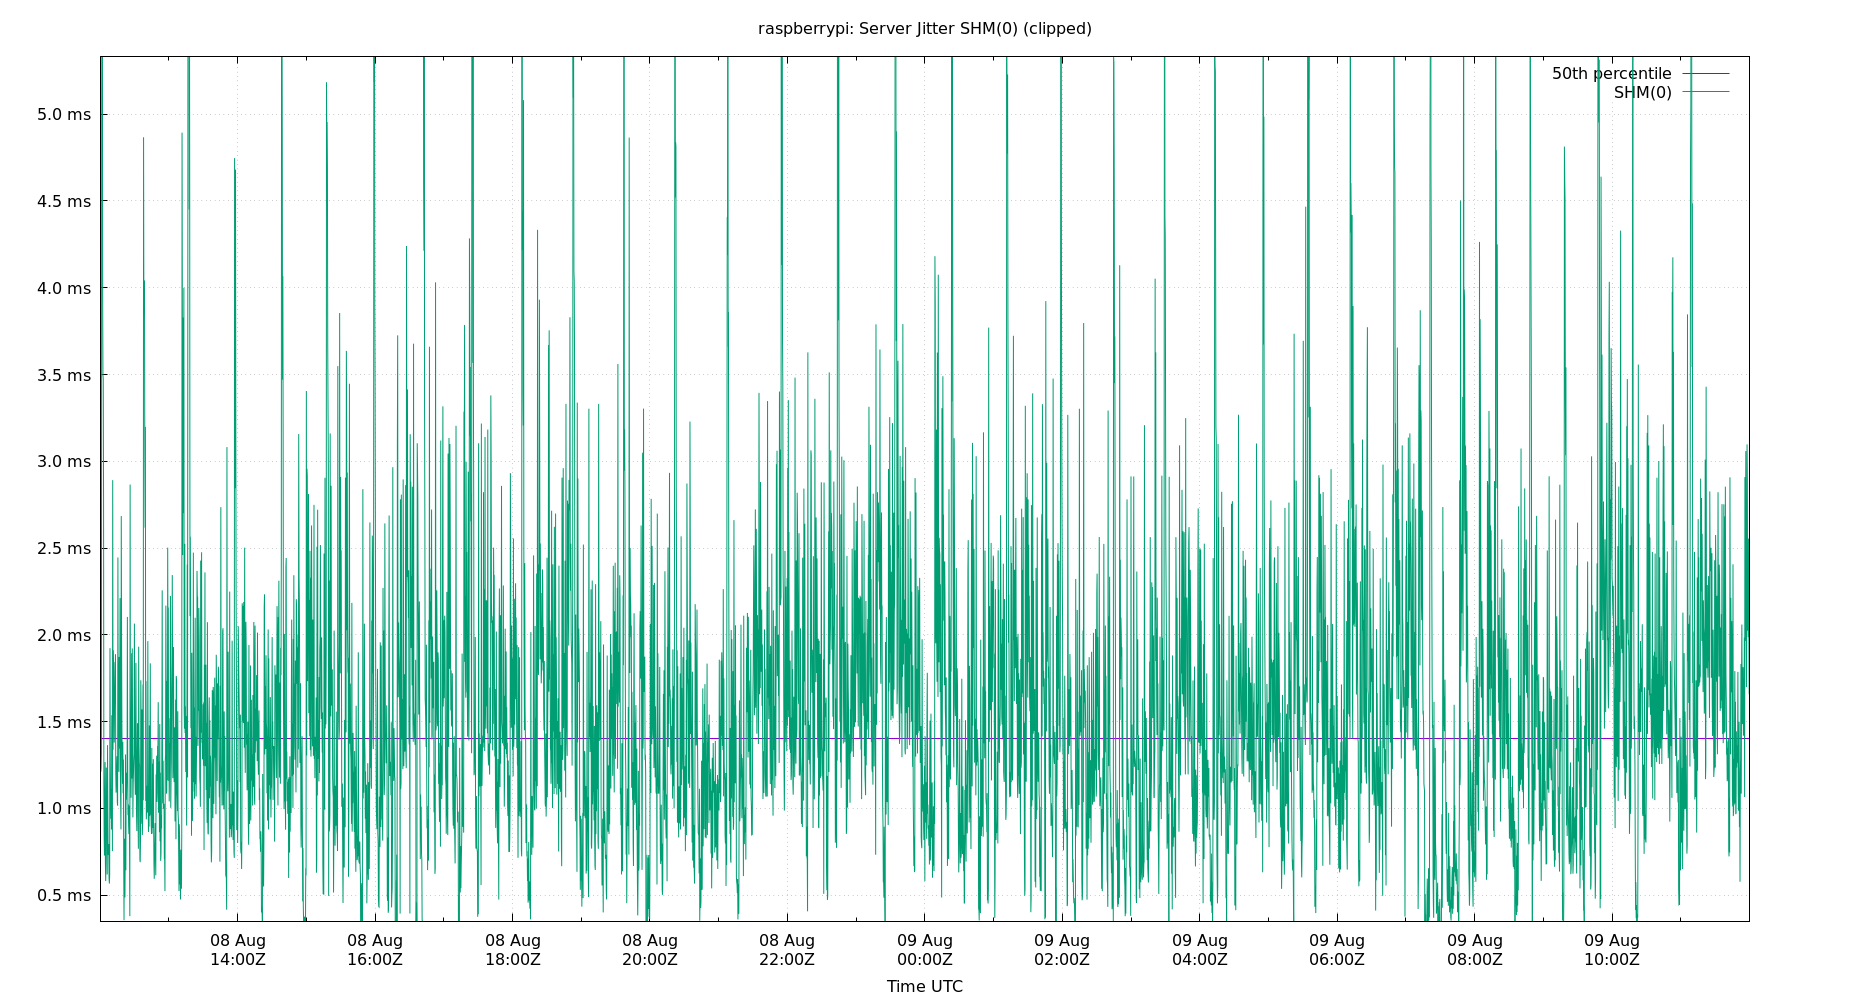 raspberrypi: Server Jitter SHM(0) (clipped)
50th percentile
SHM(0)
5.0 ms
4.5 ms
4.0 ms
3.5 ms
3.0 ms
2.5 ms
2.0 ms
1.5 ms
1.0 ms
0.5 ms
08 Aug 08 Aug 08 Aug 08 Aug 08 Aug 09 Aug 09 Aug 09 Aug 09 Aug 09 Aug 09 Aug
14:00Z 16:00Z 18:00Z 20:00Z 22:00Z 00:00Z 02:00Z 04:00Z 06:00Z 08:00Z 10:00Z
Time UTC